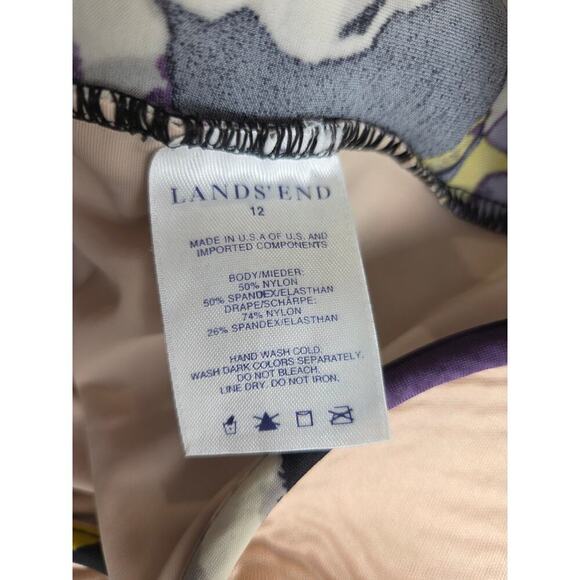 LANDS' END
12
MADE IN U.S.A OF U.S. AND
IMPORTED COMPONENTS
BODY/MIEDER:
50% NYLON
50% SPANDEX/ELASTHAN
DRAPE/SCHARPE:
74% NYLON
26% SPANDEX/ELASTHAN
HAND WASH COLD.
WASH DARK COLORS SEPARATELY.
DO NOT BLEACH.
LINE DRY. DO NOT IRON.